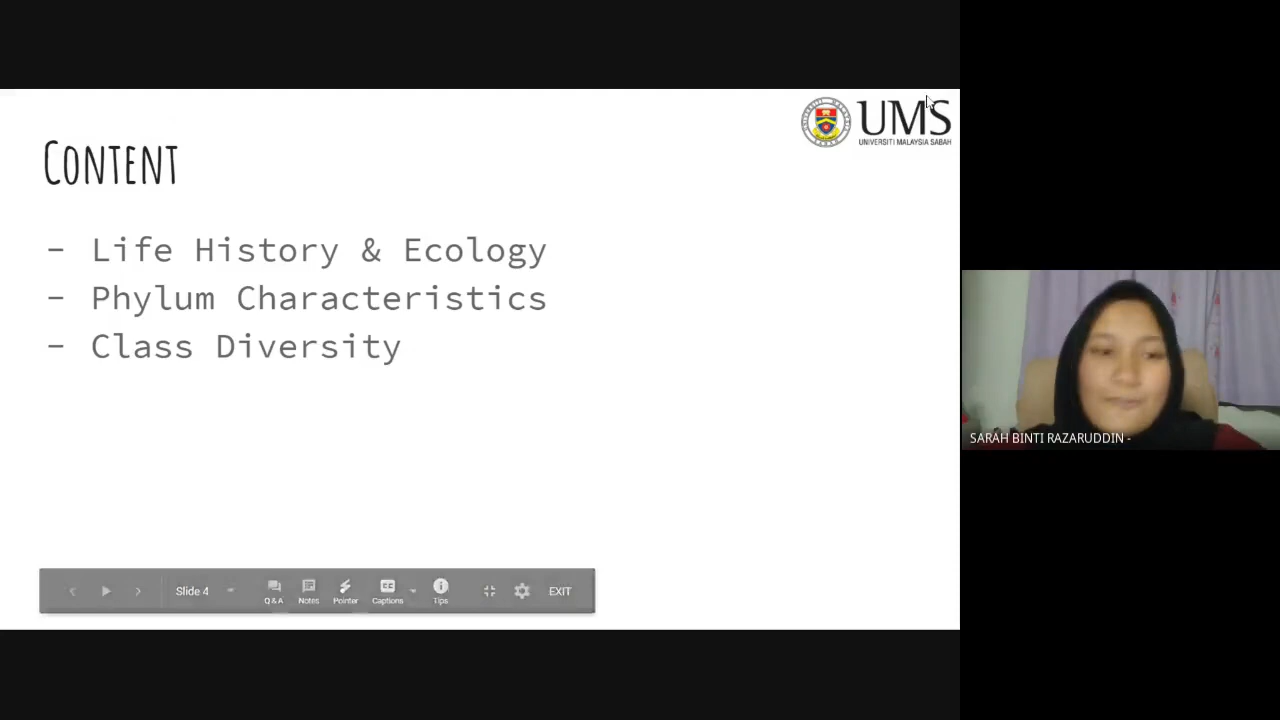 UMS
UNIVERSITI MALAYSIA SABAH
CONTENT
- Life History & Ecology
- Phylum Characteristics
- Class Diversity
SARAH BINTI RAZARUDDIN -
Slide 4
Q & A
Notes
Pointer
CC
Captions
Tips
EXIT